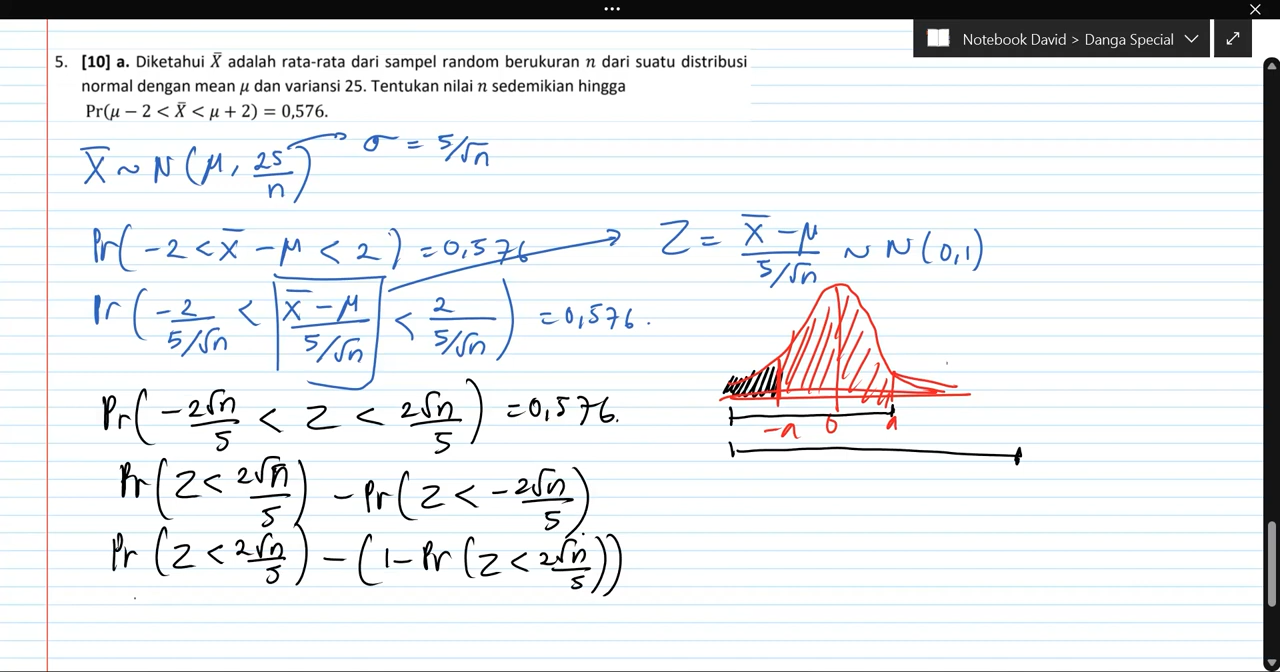 Notebook David > Danga Special
5. [10] a. Diketahui X̄ adalah rata-rata dari sampel random berukuran n dari suatu distribusi
normal dengan mean μ dan variansi 25. Tentukan nilai n sedemikian hingga
Pr(μ − 2 < X̄ < μ + 2) = 0,576.
X̄ ~ N(μ, 25/n) → σ = 5/√n
Pr(-2 < X̄ - μ < 2) = 0,576 → Z = (X̄ - μ)/(5/√n) ~ N(0,1)
Pr(-2/(5/√n) < (X̄ - μ)/(5/√n) < 2/(5/√n)) = 0,576.
Pr(-2√n/5 < Z < 2√n/5) = 0,576.
-a 0 a
Pr(Z < 2√n/5) - Pr(Z < -2√n/5)
Pr(Z < 2√n/5) - (1 - Pr(Z < 2√n/5))